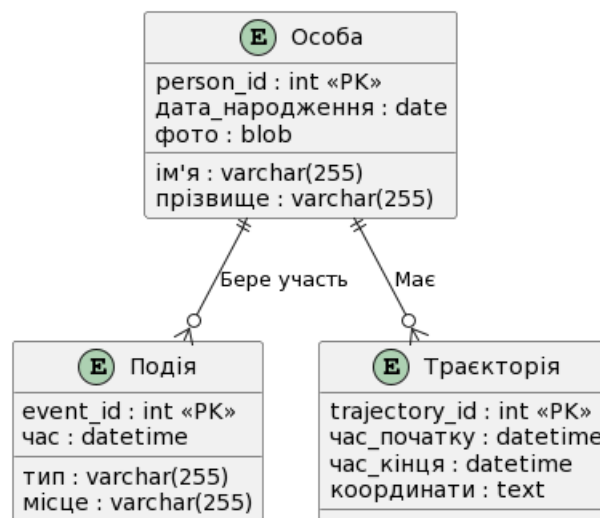 E Особа
person_id : int «PK»
дата_народження : date
фото : blob
ім'я : varchar(255)
прізвище : varchar(255)
Бере участь
Має
E Подія
event_id : int «PK»
час : datetime
тип : varchar(255)
місце : varchar(255)
E Траєкторія
trajectory_id : int «PK»
час_початку : datetime
час_кінця : datetime
координати : text